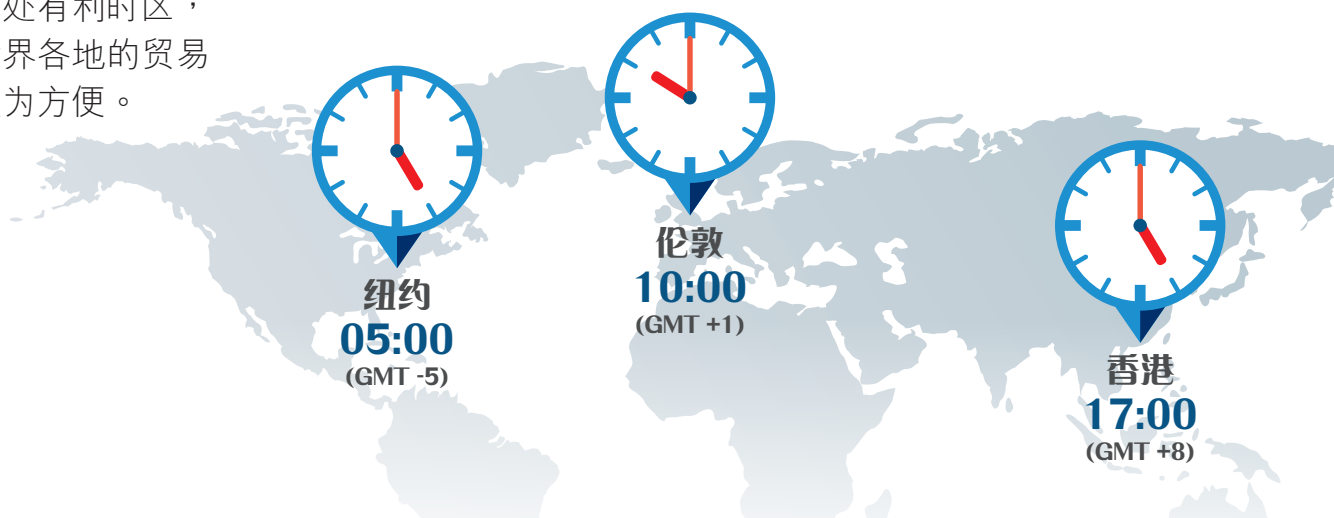 处有利时区，
界各地的贸易
为方便。
纽约
05:00
(GMT -5)
伦敦
10:00
(GMT +1)
香港
17:00
(GMT +8)